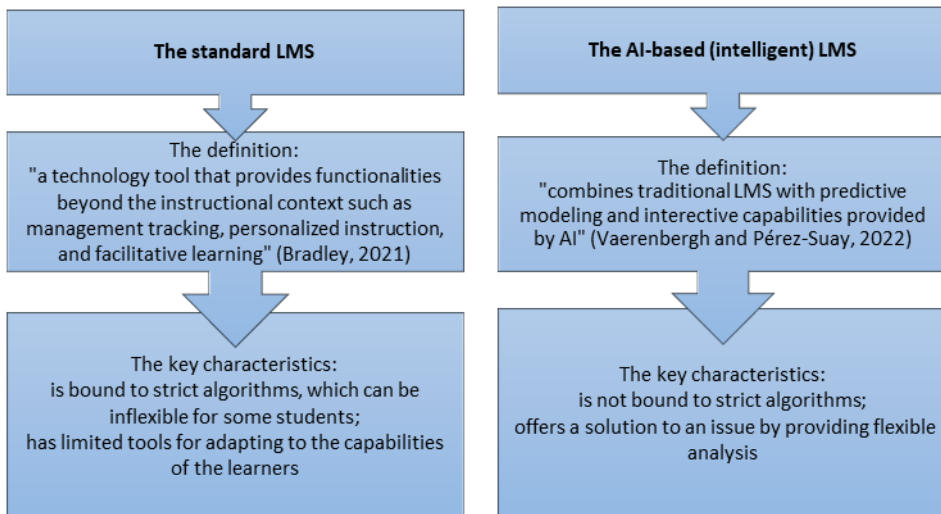 The standard LMS
The definition:
"a technology tool that provides functionalities
beyond the instructional context such as
management tracking, personalized instruction,
and facilitative learning" (Bradley, 2021)
The key characteristics:
is bound to strict algorithms, which can be
inflexible for some students;
has limited tools for adapting to the capabilities
of the learners
The AI-based (intelligent) LMS
The definition:
"combines traditional LMS with predictive
modeling and interective capabilities provided
by AI" (Vaerenbergh and Pérez-Suay, 2022)
The key characteristics:
is not bound to strict algorithms;
offers a solution to an issue by providing flexible
analysis